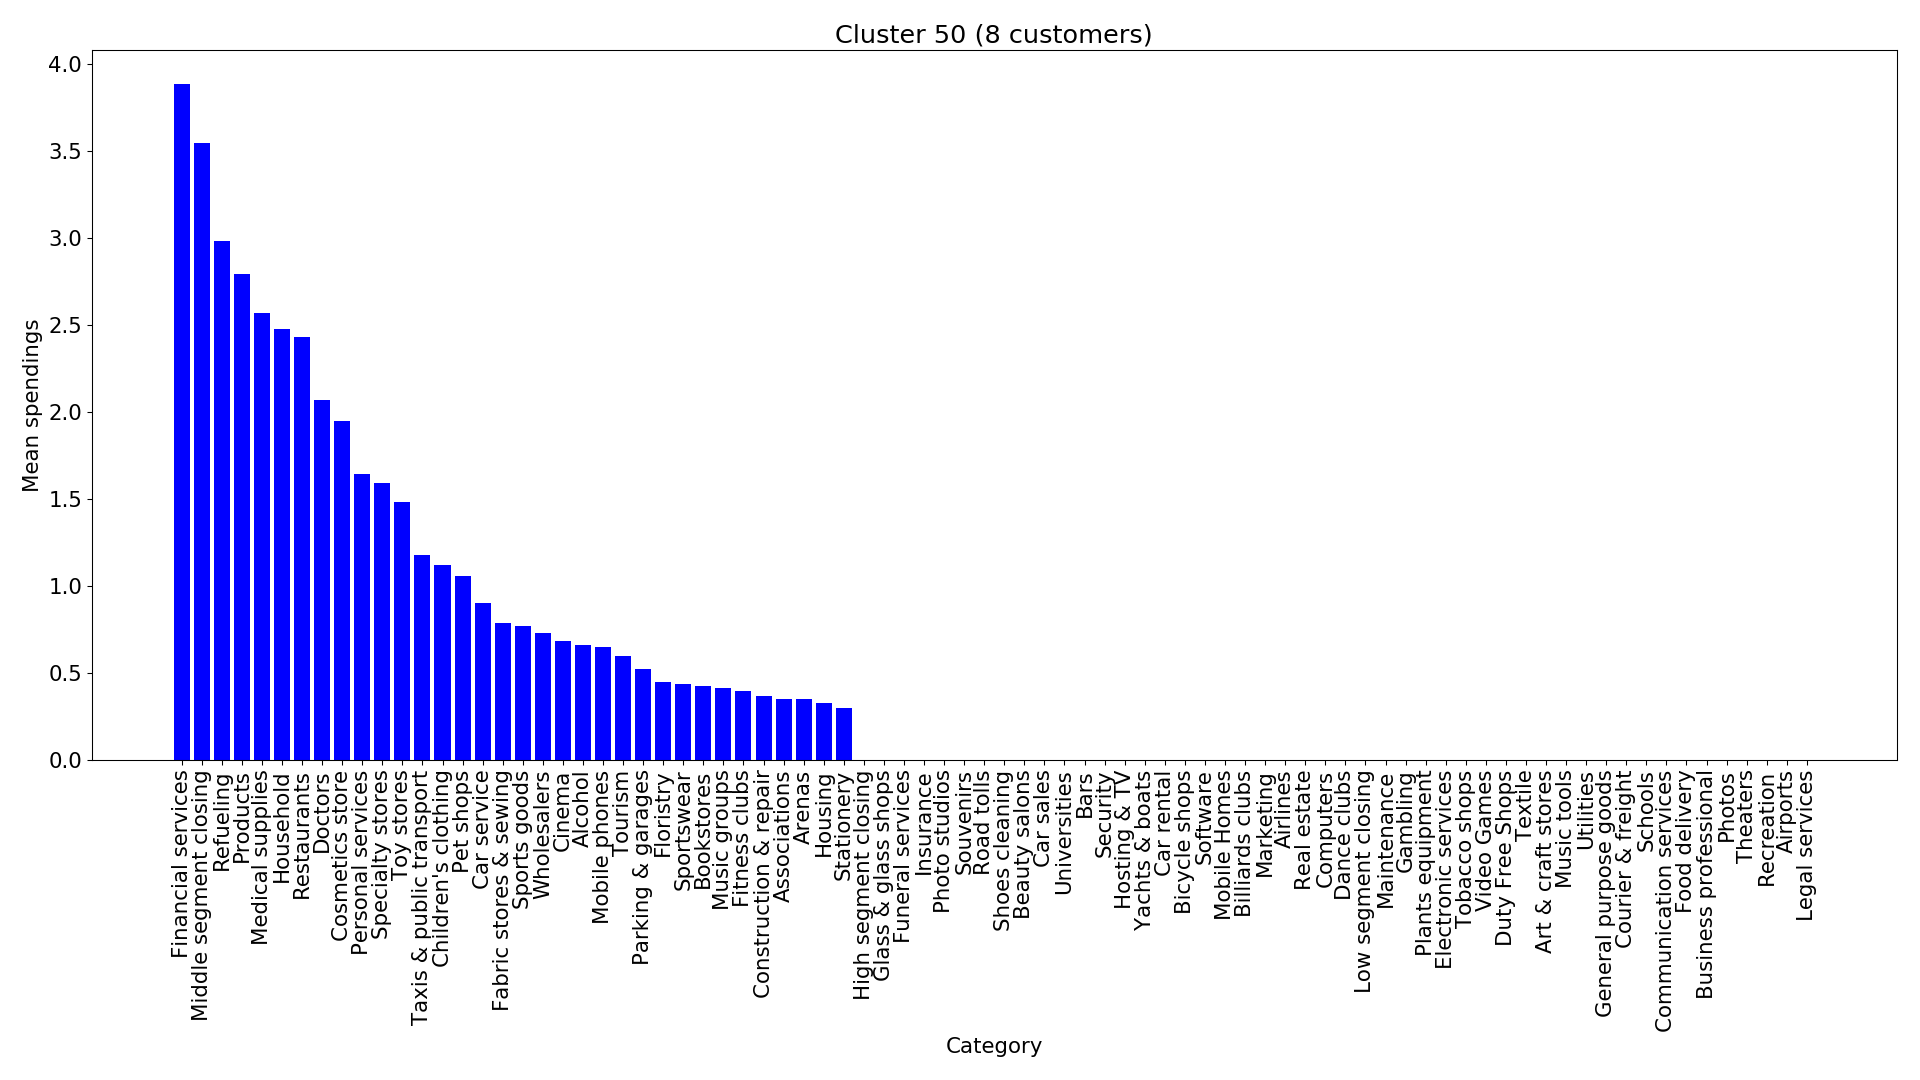 Cluster 50 (8 customers)
Mean spendings
4.0
3.5
3.0
2.5
2.0
1.5
1.0
0.5
0.0
Financial services
Middle segment closing
Refueling
Products
Medical supplies
Household
Restaurants
Doctors
Cosmetics store
Personal services
Specialty stores
Toy stores
Taxis & public transport
Children's clothing
Pet shops
Car service
Fabric stores & sewing
Sports goods
Wholesalers
Cinema
Alcohol
Mobile phones
Tourism
Parking & garages
Floristry
Sportswear
Bookstores
Music groups
Fitness clubs
Construction & repair
Associations
Arenas
Housing
Stationery
High segment closing
Glass & glass shops
Funeral services
Insurance
Photo studios
Souvenirs
Road tolls
Shoes cleaning
Beauty salons
Car sales
Universities
Bars
Security
Hosting & TV
Yachts & boats
Car rental
Bicycle shops
Software
Mobile Homes
Billiards clubs
Marketing
Airlines
Real estate
Computers
Dance clubs
Low segment closing
Maintenance
Gambling
Plants equipment
Electronic services
Tobacco shops
Video Games
Duty Free Shops
Textile
Art & craft stores
Music tools
Utilities
General purpose goods
Courier & freight
Schools
Communication services
Food delivery
Business professional
Photos
Theaters
Recreation
Airports
Legal services
Category